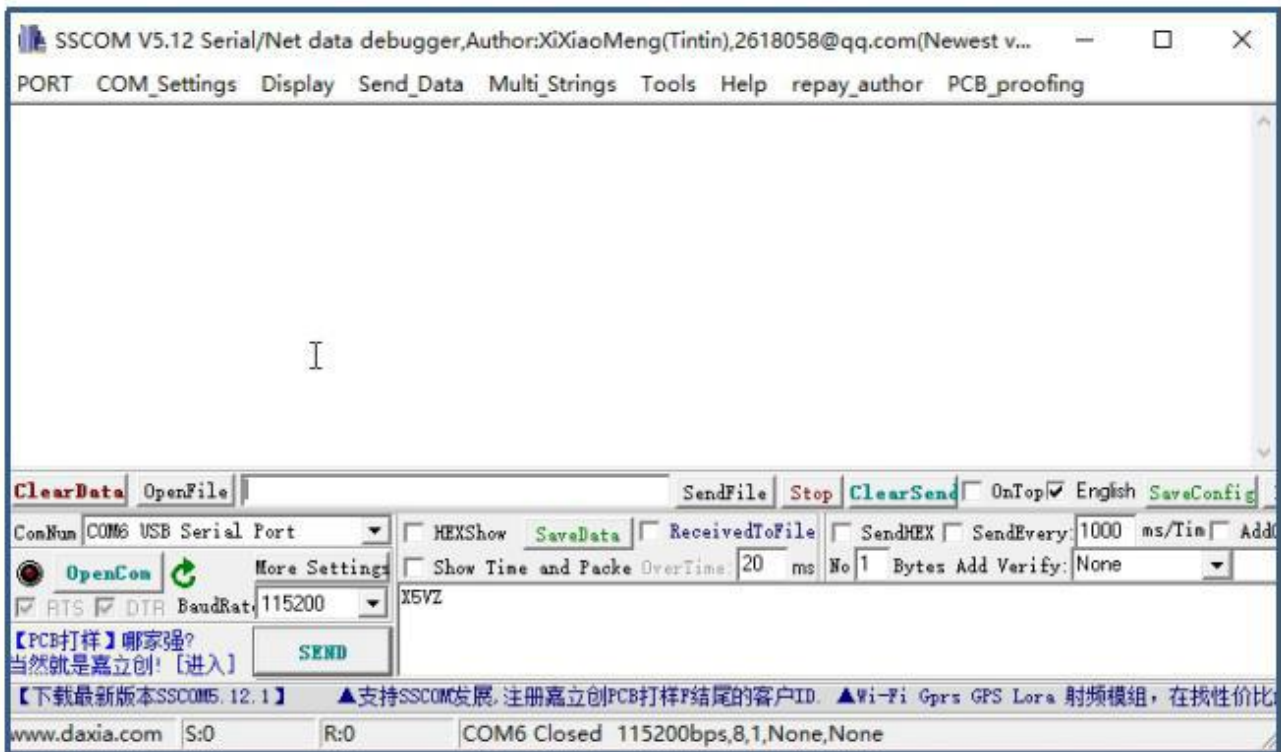 SSCOM V5.12 Serial/Net data debugger,Author:XiXiaoMeng(Tintin),2618058@qq.com(Newest v...
PORT COM_Settings Display Send_Data Multi_Strings Tools Help repay_author PCB_proofing
ClearData OpenFile SendFile Stop ClearSend OnTop English SaveConfig
ComNum COM6 USB Serial Port HEXShow SaveData ReceivedToFile SendHEX SendEvery: 1000 ms/Tim Add
OpenCom More Settings Show Time and Packe OverTime: 20 ms No 1 Bytes Add Verify: None
RTS DTR BaudRat 115200 X5VZ
【PCB打样】哪家强?
当然就是嘉立创! [进入]
SEND
【下载最新版本SSCOM5.12.1】 ▲支持SSCOM发展,注册嘉立创PCB打样F结尾的客户ID. ▲Wi-Fi Gprs GPS Lora 射频模组, 在找性价比
www.daxia.com S:0 R:0 COM6 Closed 115200bps,8,1,None,None